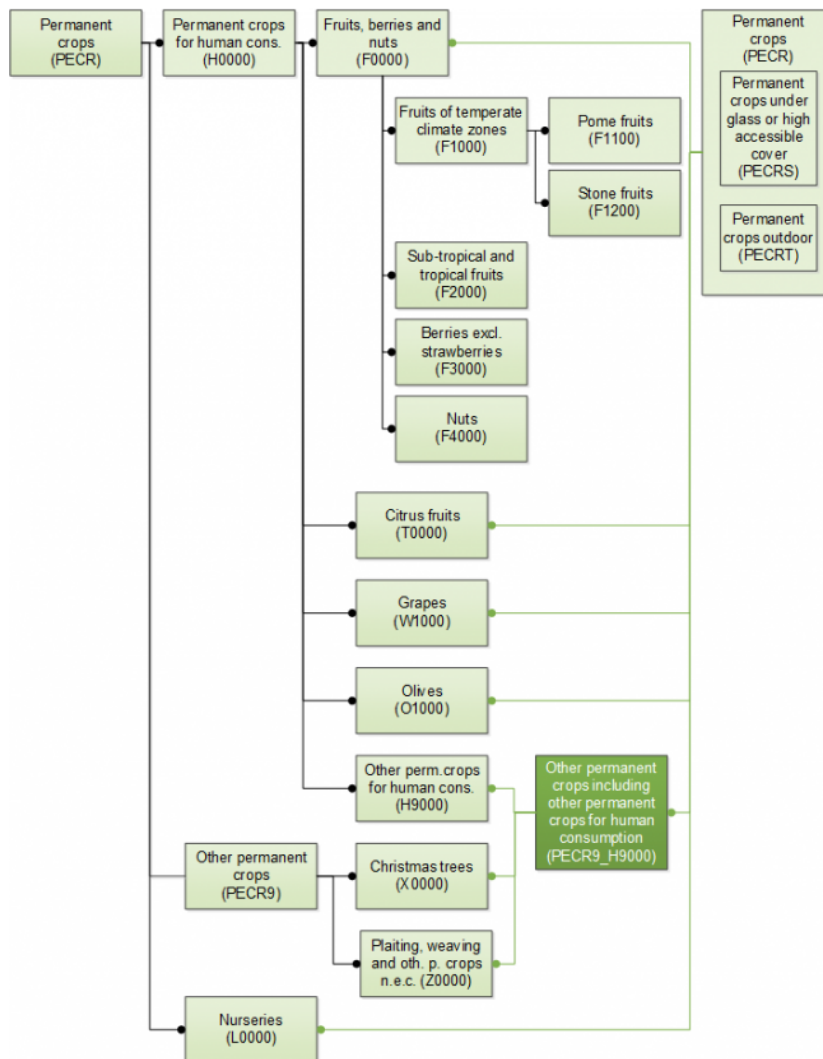 Permanent
crops
(PECR)
Permanent crops
for human cons.
(H0000)
Fruits, berries and
nuts
(F0000)
Fruits of temperate
climate zones
(F1000)
Pome fruits
(F1100)
Stone fruits
(F1200)
Sub-tropical and
tropical fruits
(F2000)
Berries excl.
strawberries
(F3000)
Nuts
(F4000)
Citrus fruits
(T0000)
Grapes
(W1000)
Olives
(O1000)
Other perm.crops
for human cons.
(H9000)
Other permanent
crops
(PECR9)
Christmas trees
(X0000)
Plaiting, weaving
and oth. p. crops
n.e.c. (Z0000)
Nurseries
(L0000)
Other permanent
crops including
other permanent
crops for human
consumption
(PECR9_H9000)
Permanent
crops
(PECR)
Permanent
crops under
glass or high
accessible
cover
(PECRS)
Permanent
crops outdoor
(PECRT)